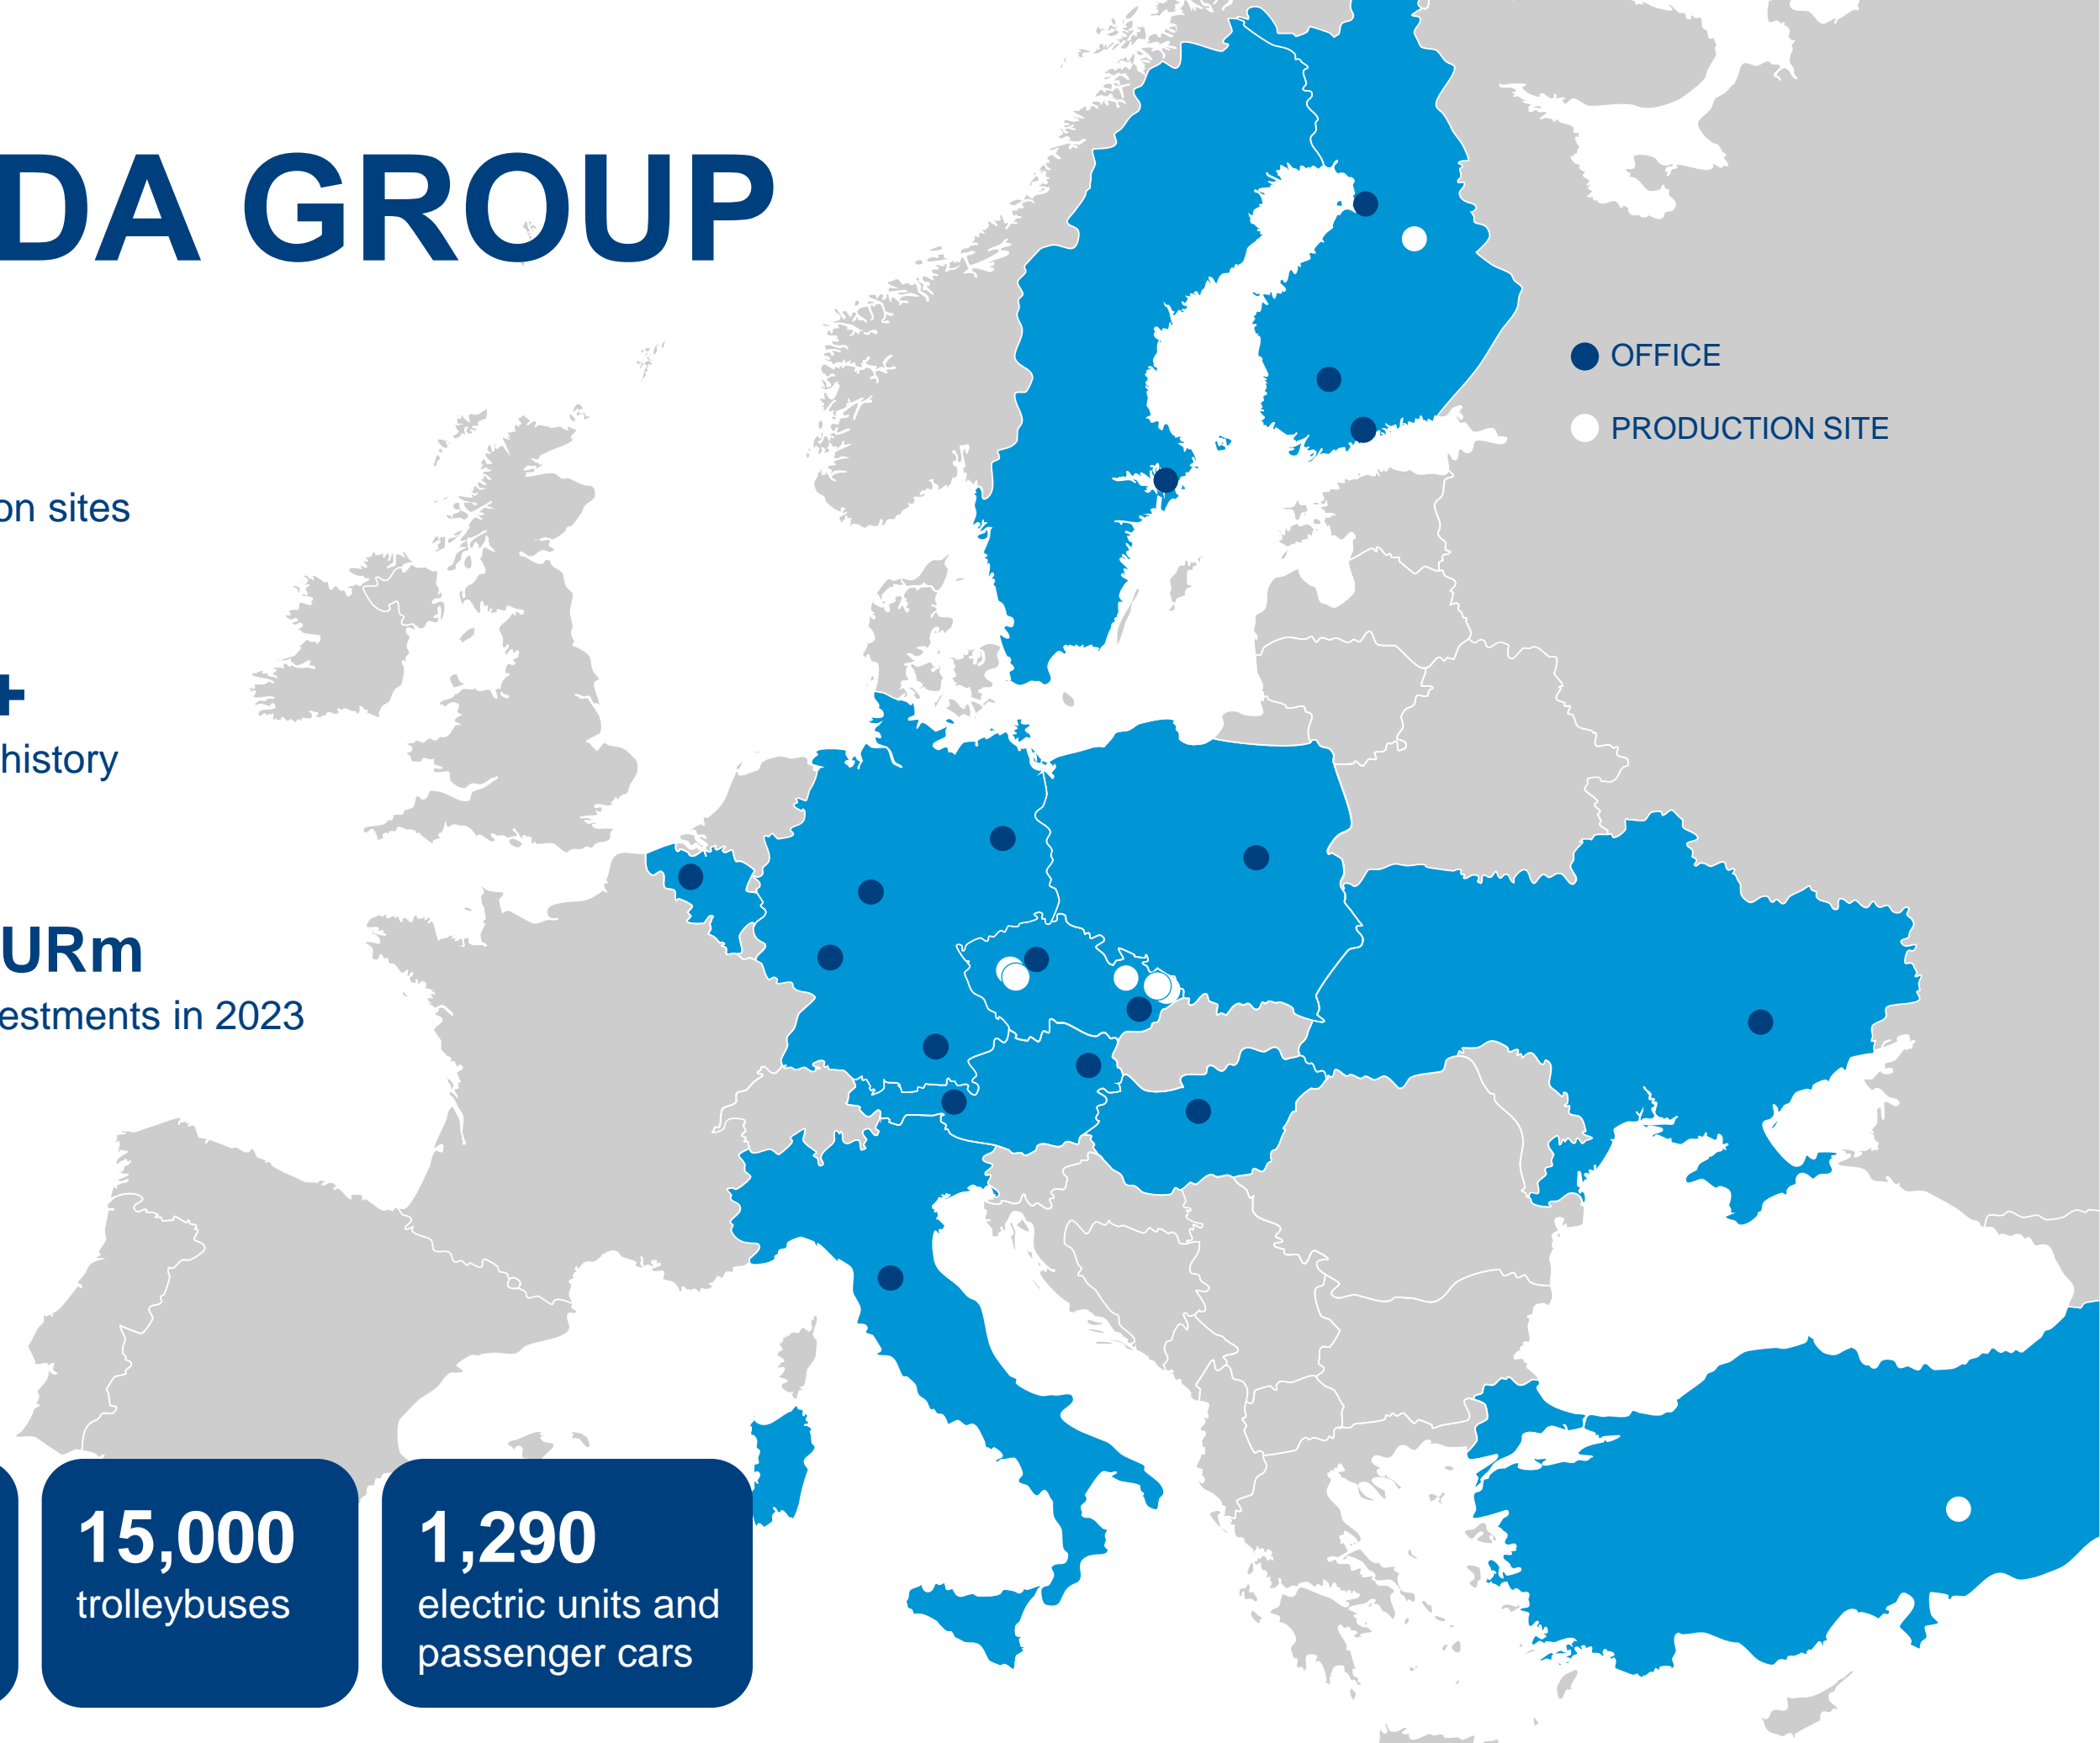 DA GROUP
OFFICE
PRODUCTION SITE
on sites
+
history
URm
estments in 2023
15,000
trolleybuses
1,290
electric units and
passenger cars